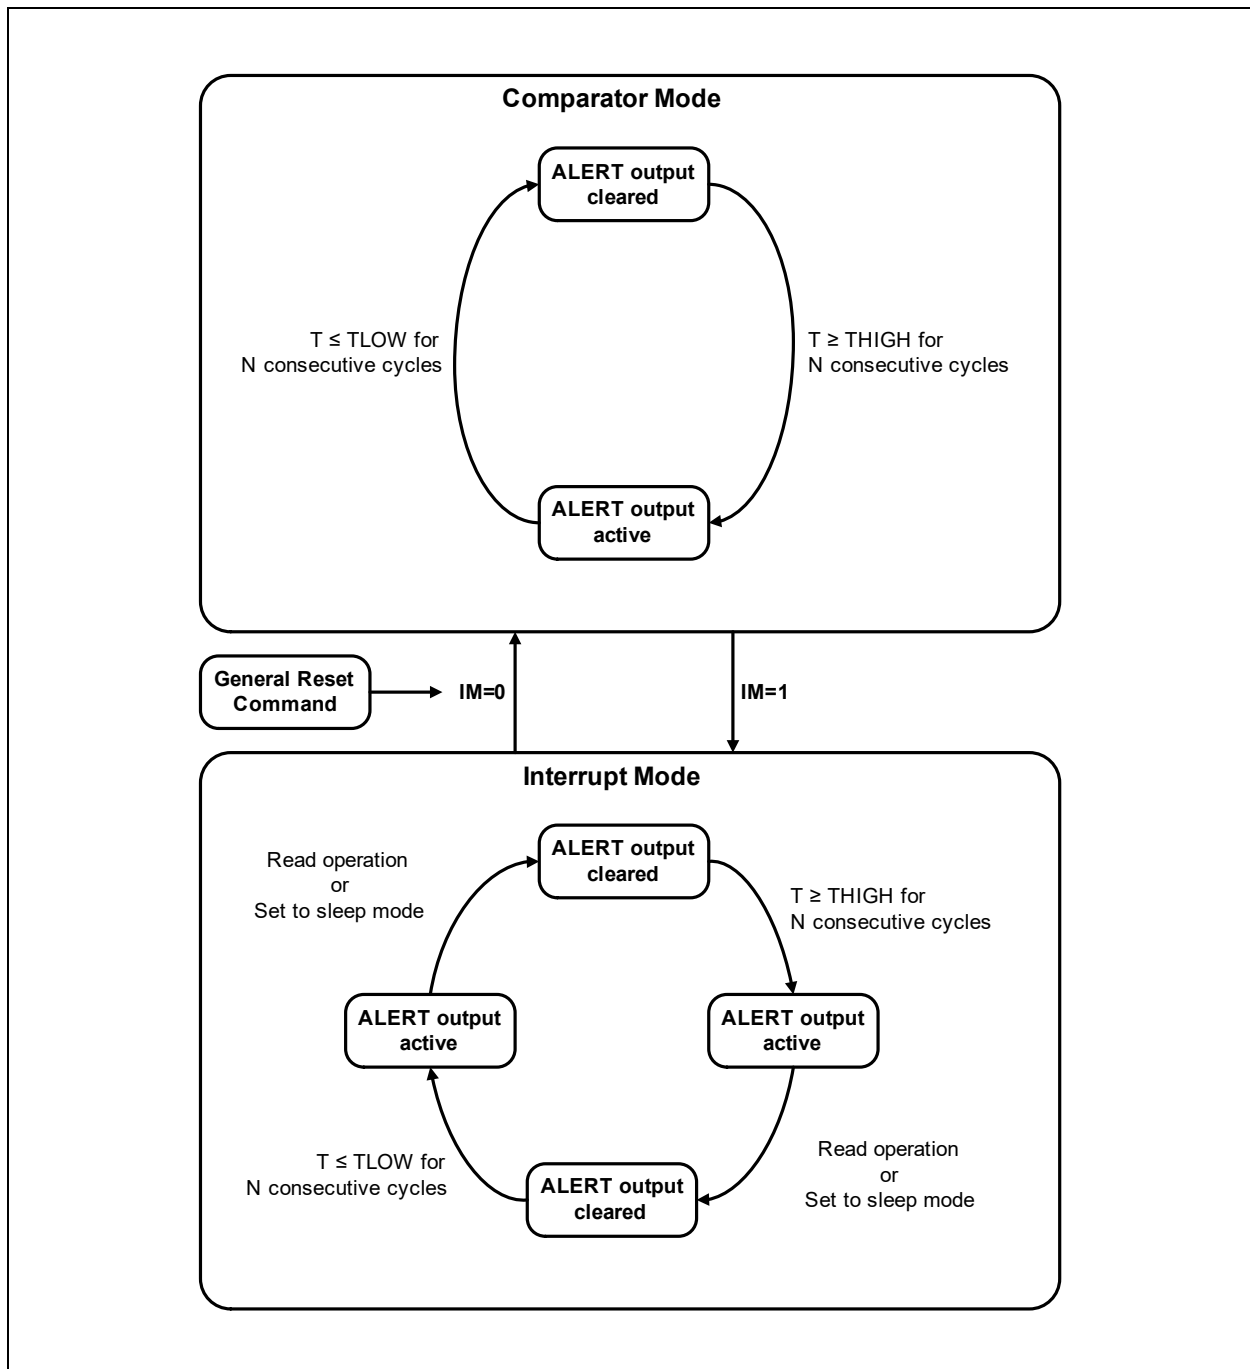 Comparator Mode
ALERT output
cleared
T ≤ TLOW for
N consecutive cycles
T ≥ THIGH for
N consecutive cycles
ALERT output
active
General Reset
Command
IM=0
IM=1
Interrupt Mode
ALERT output
cleared
Read operation
or
Set to sleep mode
T ≥ THIGH for
N consecutive cycles
ALERT output
active
ALERT output
active
T ≤ TLOW for
N consecutive cycles
Read operation
or
Set to sleep mode
ALERT output
cleared